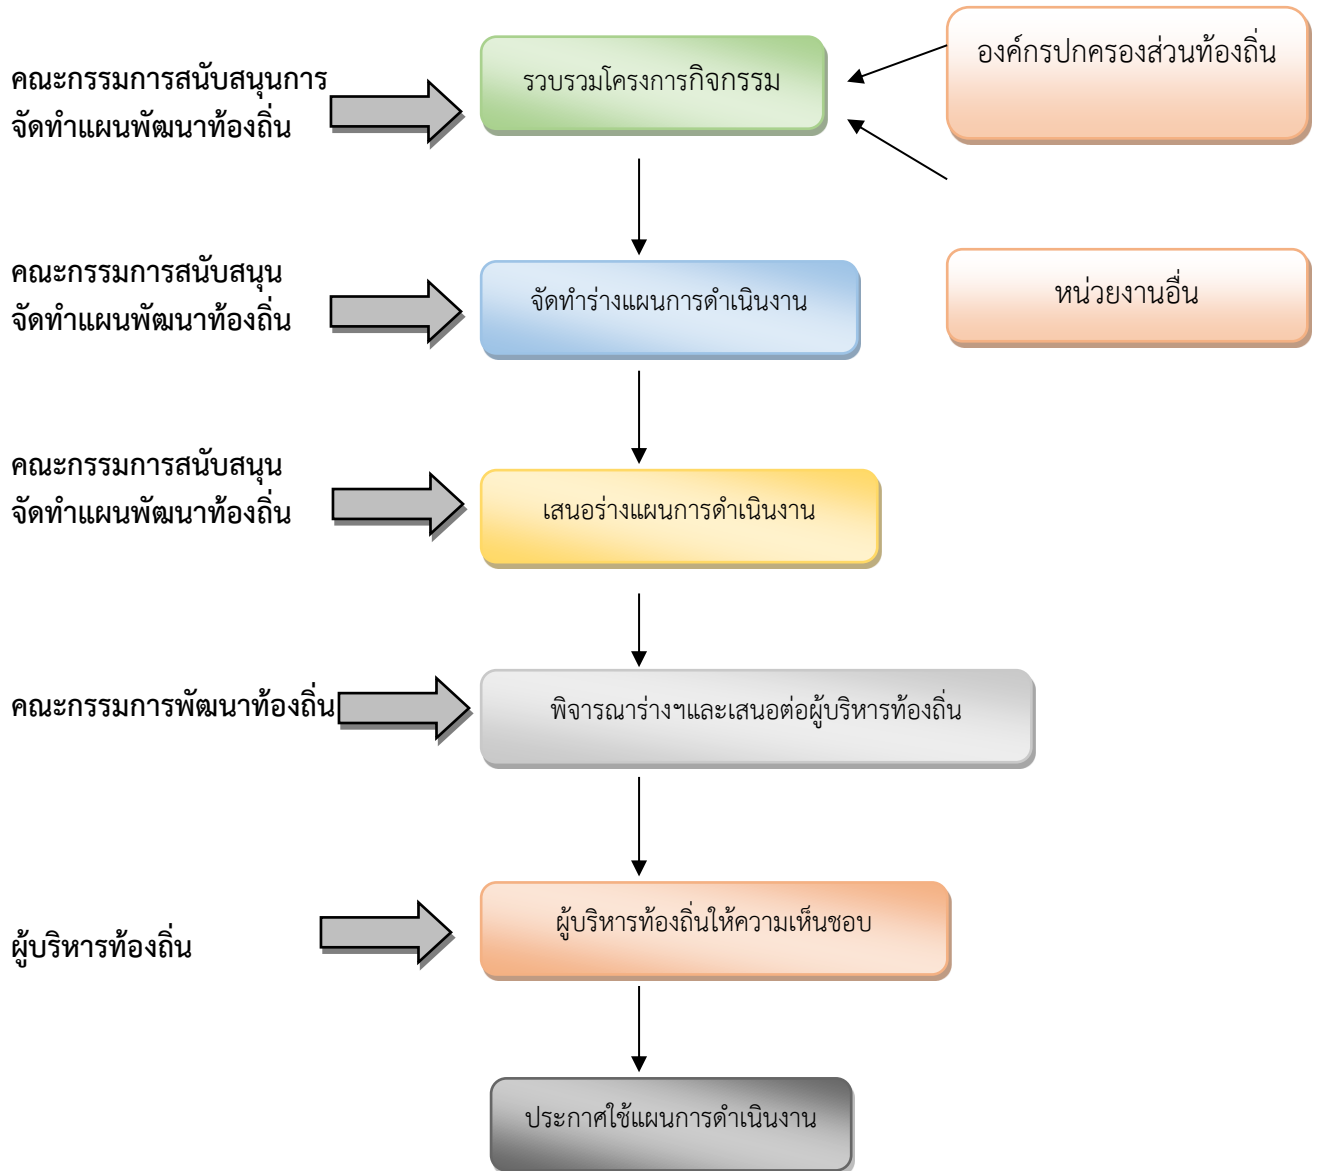 คณะกรรมการสนับสนุนการ
จัดทำแผนพัฒนาท้องถิ่น
รวบรวมโครงการกิจกรรม
องค์กรปกครองส่วนท้องถิ่น
คณะกรรมการสนับสนุน
จัดทำแผนพัฒนาท้องถิ่น
จัดทำร่างแผนการดำเนินงาน
หน่วยงานอื่น
คณะกรรมการสนับสนุน
จัดทำแผนพัฒนาท้องถิ่น
เสนอร่างแผนการดำเนินงาน
คณะกรรมการพัฒนาท้องถิ่น
พิจารณาร่างฯและเสนอต่อผู้บริหารท้องถิ่น
ผู้บริหารท้องถิ่น
ผู้บริหารท้องถิ่นให้ความเห็นชอบ
ประกาศใช้แผนการดำเนินงาน